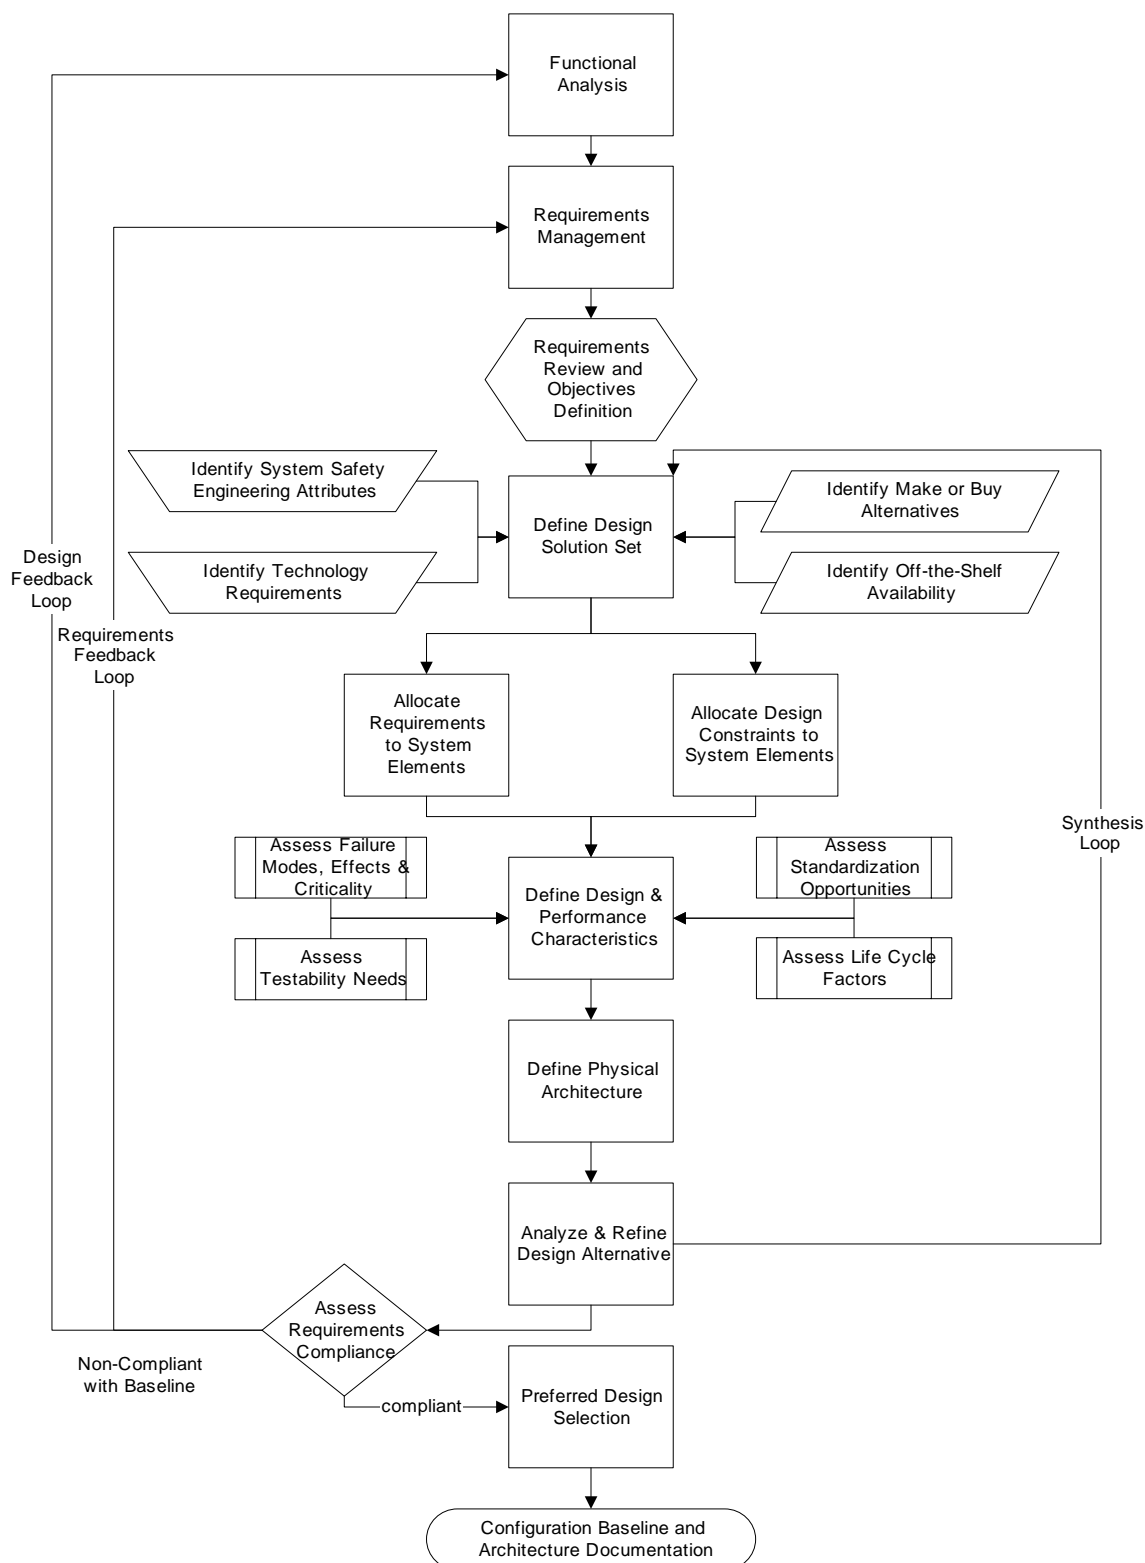 Functional
Analysis
Requirements
Management
Requirements
Review and
Objectives
Definition
Identify System Safety
Engineering Attributes
Identify Make or Buy
Alternatives
Define Design
Solution Set
Identify Technology
Requirements
Identify Off-the-Shelf
Availability
Design
Feedback
Loop
Requirements
Feedback
Loop
Allocate
Requirements
to System
Elements
Allocate Design
Constraints to
System Elements
Synthesis
Loop
Assess Failure
Modes, Effects &
Criticality
Assess
Standardization
Opportunities
Define Design &
Performance
Characteristics
Assess
Testability Needs
Assess Life Cycle
Factors
Define Physical
Architecture
Analyze & Refine
Design Alternative
Assess
Requirements
Compliance
Non-Compliant
with Baseline
compliant
Preferred Design
Selection
Configuration Baseline and
Architecture Documentation